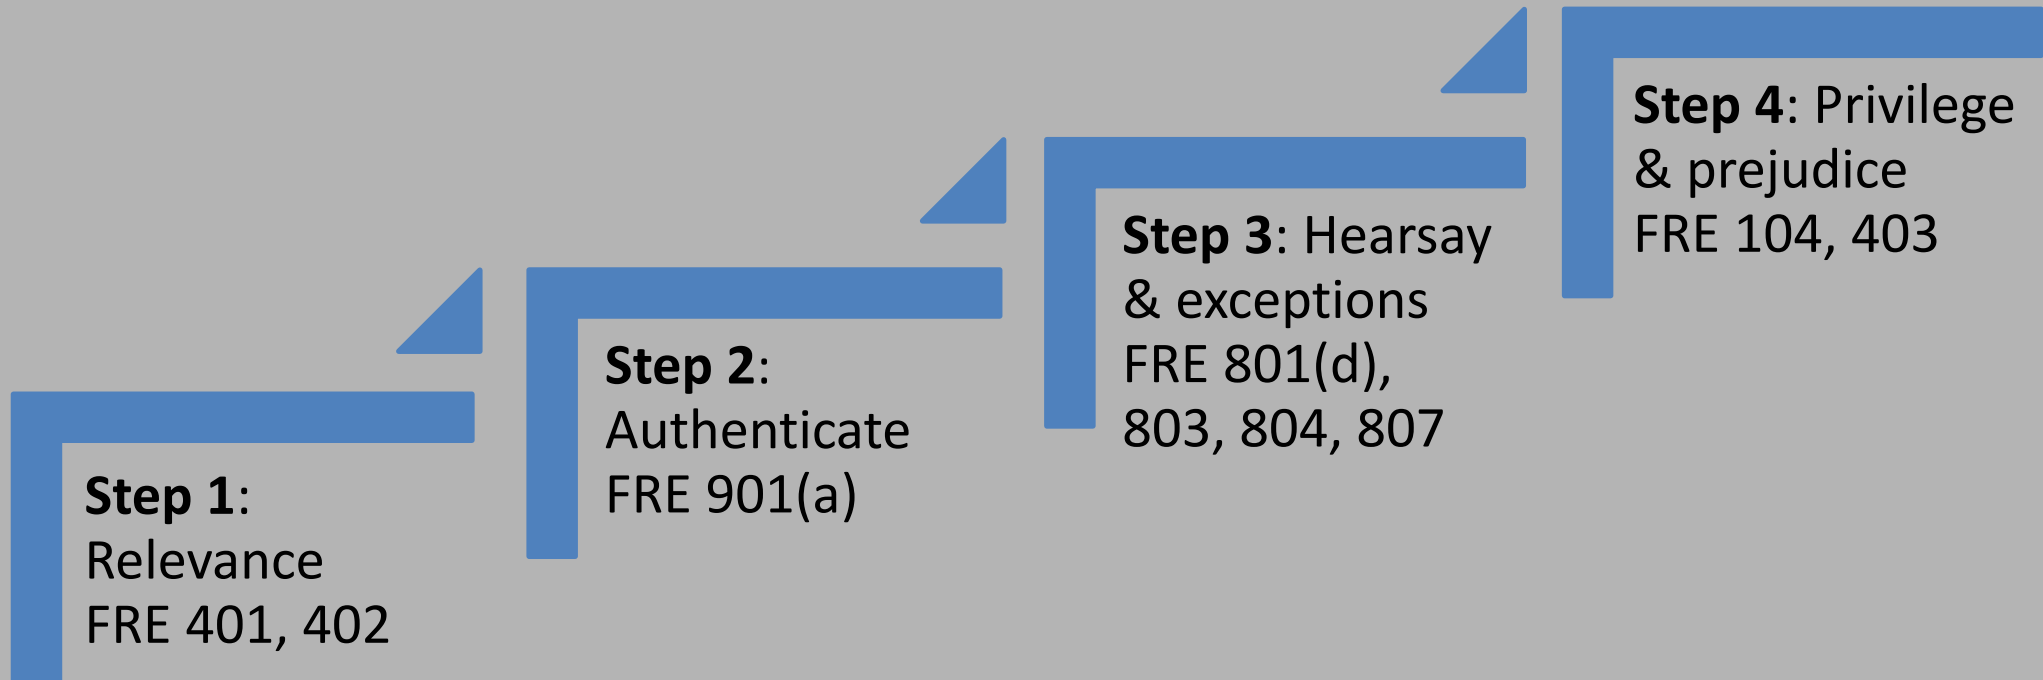 Step 1:
Relevance
FRE 401, 402
Step 2:
Authenticate
FRE 901(a)
Step 3: Hearsay
& exceptions
FRE 801(d),
803, 804, 807
Step 4: Privilege
& prejudice
FRE 104, 403